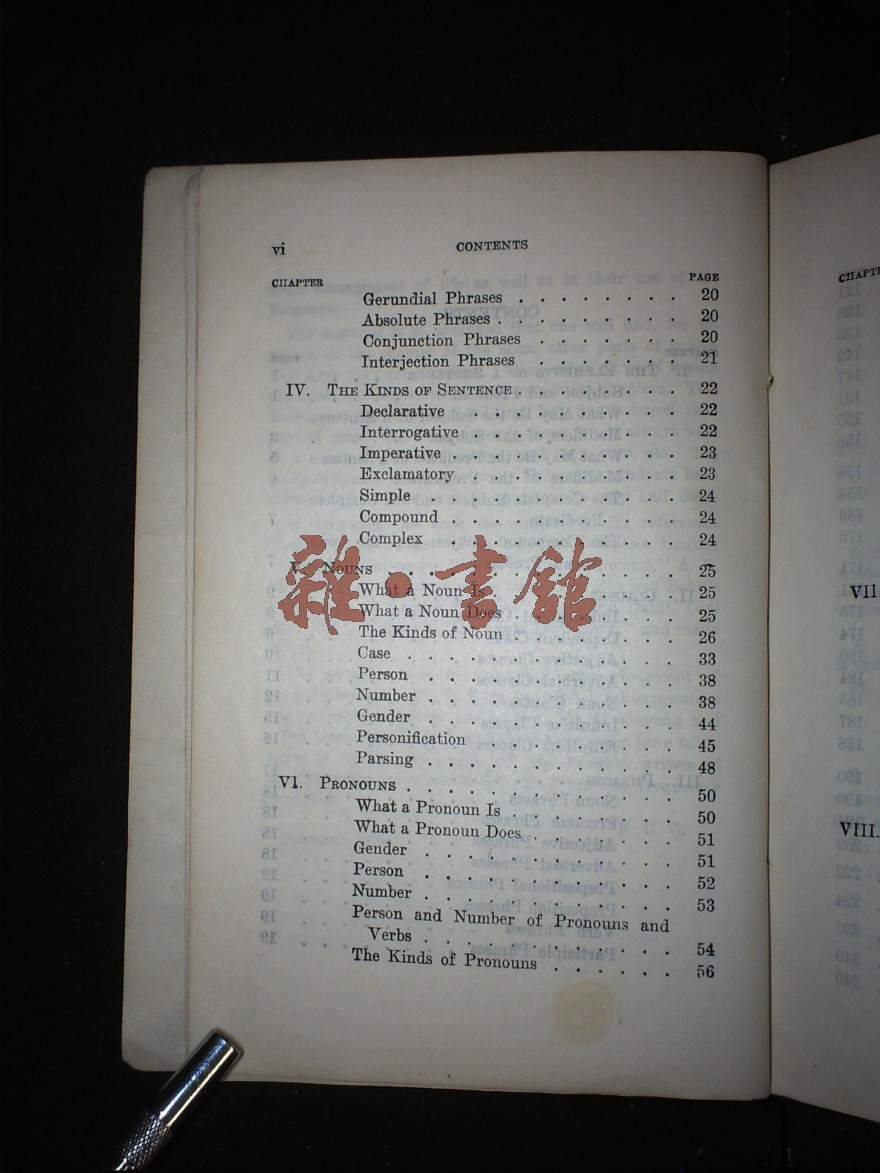 vi CONTENTS
CHAPTER PAGE
Gerundial Phrases . . . . . . . . 20
Absolute Phrases . . . . . . . . 20
Conjunction Phrases . . . . . . . 20
Interjection Phrases . . . . . . . 21
IV. THE KINDS OF SENTENCE . . . . . . . 22
Declarative . . . . . . . . . 22
Interrogative . . . . . . . . . 22
Imperative . . . . . . . . . . 23
Exclamatory . . . . . . . . . 23
Simple . . . . . . . . . . . 24
Compound . . . . . . . . . . 24
Complex . . . . . . . . . . 24
V. NOUNS . . . . . . . . . . . 25
What a Noun Is . . . . . . . . 25
What a Noun Does . . . . . . . 25
The Kinds of Noun . . . . . . . 26
Case . . . . . . . . . . . . 33
Person . . . . . . . . . . . 38
Number . . . . . . . . . . . 38
Gender . . . . . . . . . . . 44
Personification . . . . . . . . 45
Parsing . . . . . . . . . . . 48
VI. PRONOUNS . . . . . . . . . . . 50
What a Pronoun Is . . . . . . . 50
What a Pronoun Does . . . . . . 51
Gender . . . . . . . . . . . 51
Person . . . . . . . . . . . 52
Number . . . . . . . . . . . 53
Person and Number of Pronouns and
Verbs . . . . . . . . . . . 54
The Kinds of Pronouns . . . . . . 56
雜·書館
VII.
VIII.